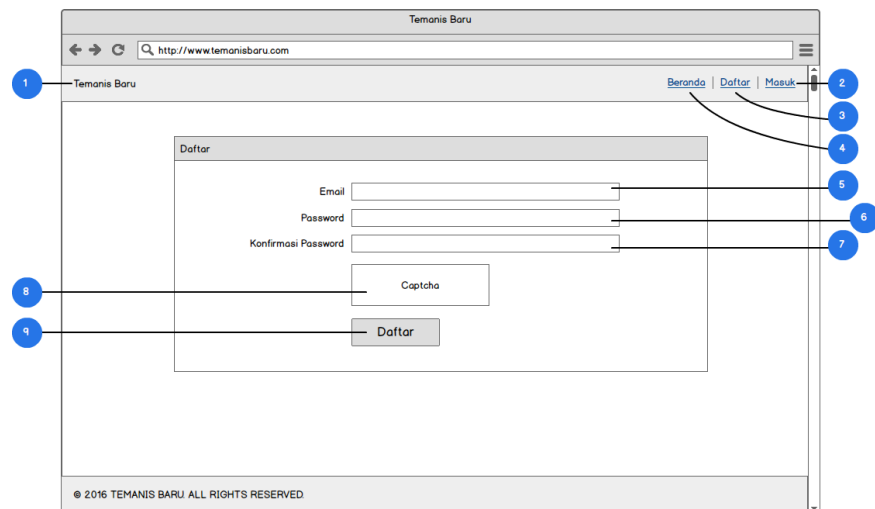 Temanis Baru
http://www.temanisbaru.com
1
Temanis Baru
Beranda | Daftar | Masuk
2
3
4
Daftar
Email
5
Password
6
Konfirmasi Password
7
8
Captcha
9
Daftar
© 2016 TEMANIS BARU. ALL RIGHTS RESERVED.